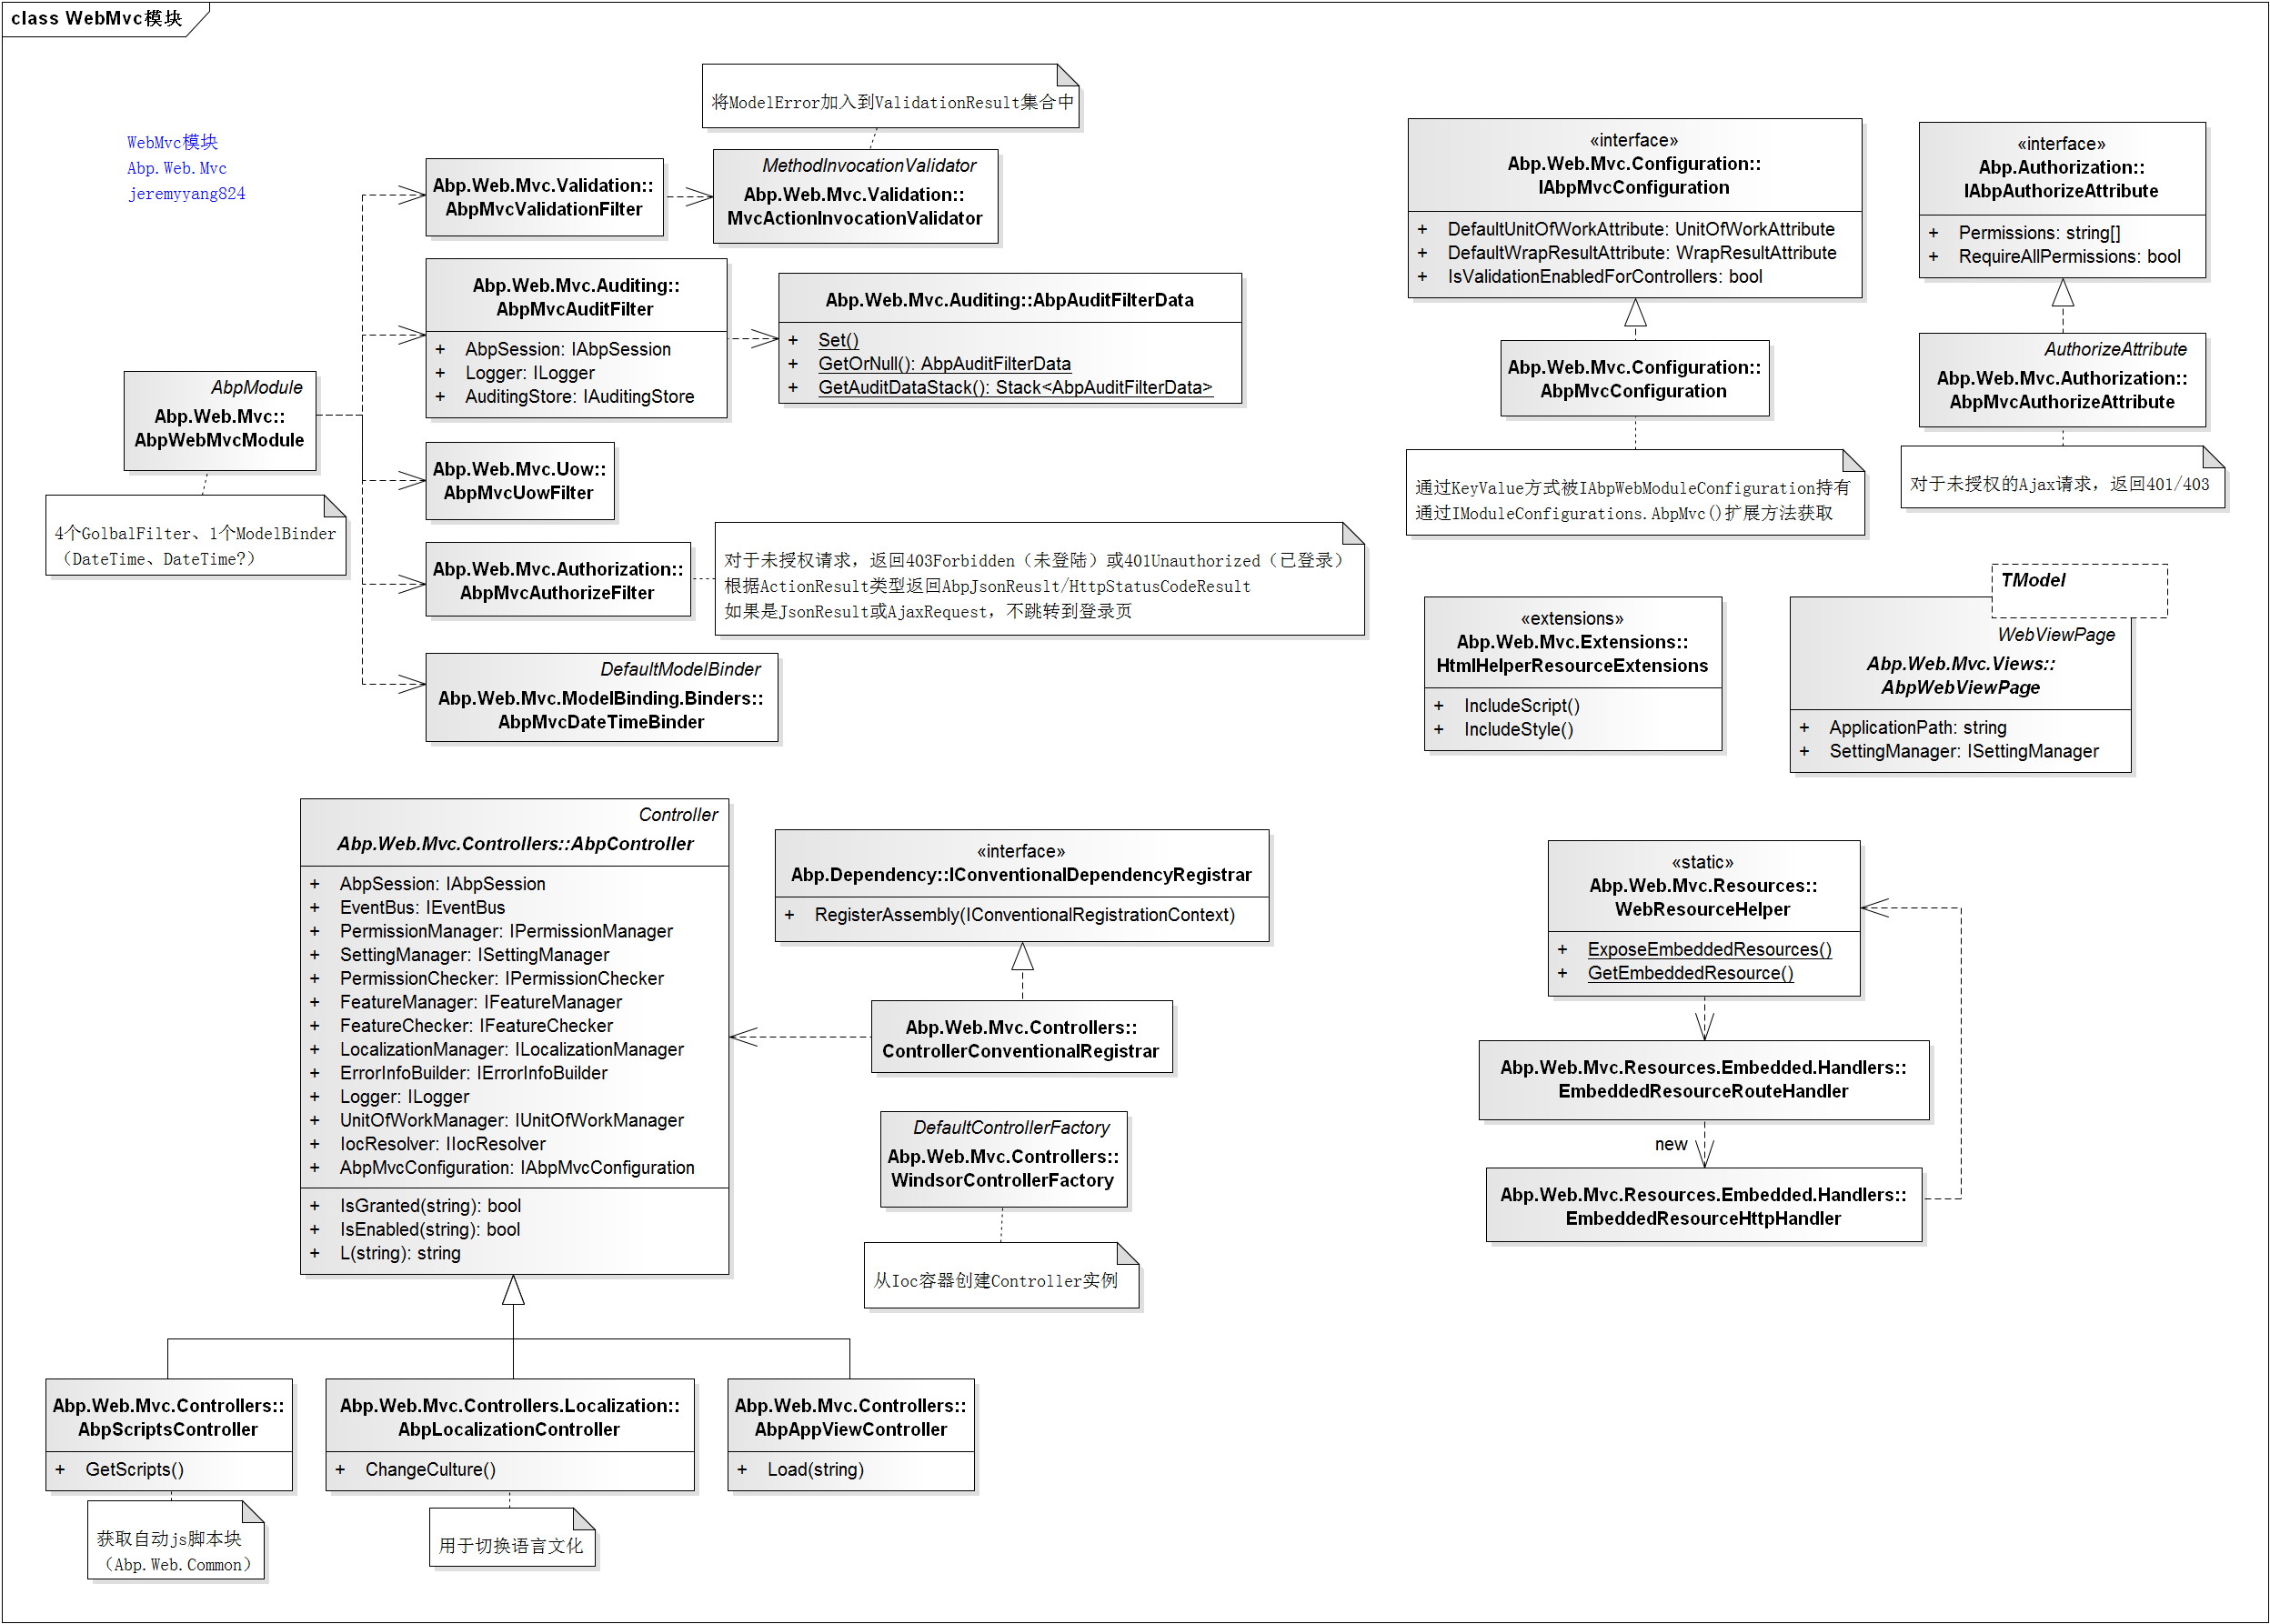 class WebMvc模块
WebMvc模块
Abp.Web.Mvc
jeremyyang824
将ModelError加入到ValidationResult集合中
Abp.Web.Mvc.Validation::
AbpMvcValidationFilter
MethodInvocationValidator
Abp.Web.Mvc.Validation::
MvcActionInvocationValidator
Abp.Web.Mvc.Auditing::
AbpMvcAuditFilter
+ AbpSession: IAbpSession
+ Logger: ILogger
+ AuditingStore: IAuditingStore
Abp.Web.Mvc.Auditing::AbpAuditFilterData
+ Set()
+ GetOrNull(): AbpAuditFilterData
+ GetAuditDataStack(): Stack<AbpAuditFilterData>
AbpModule
Abp.Web.Mvc::
AbpWebMvcModule
4个GolbalFilter、1个ModelBinder
（DateTime、DateTime?）
Abp.Web.Mvc.Uow::
AbpMvcUowFilter
Abp.Web.Mvc.Authorization::
AbpMvcAuthorizeFilter
对于未授权请求，返回403Forbidden（未登陆）或401Unauthorized（已登录）
根据ActionResult类型返回AbpJsonReuslt/HttpStatusCodeResult
如果是JsonResult或AjaxRequest，不跳转到登录页
DefaultModelBinder
Abp.Web.Mvc.ModelBinding.Binders::
AbpMvcDateTimeBinder
«interface»
Abp.Web.Mvc.Configuration::
IAbpMvcConfiguration
+ DefaultUnitOfWorkAttribute: UnitOfWorkAttribute
+ DefaultWrapResultAttribute: WrapResultAttribute
+ IsValidationEnabledForControllers: bool
Abp.Web.Mvc.Configuration::
AbpMvcConfiguration
通过KeyValue方式被IAbpWebModuleConfiguration持有
通过IModuleConfigurations.AbpMvc()扩展方法获取
«interface»
Abp.Authorization::
IAbpAuthorizeAttribute
+ Permissions: string[]
+ RequireAllPermissions: bool
AuthorizeAttribute
Abp.Web.Mvc.Authorization::
AbpMvcAuthorizeAttribute
对于未授权的Ajax请求，返回401/403
«extensions»
Abp.Web.Mvc.Extensions::
HtmlHelperResourceExtensions
+ IncludeScript()
+ IncludeStyle()
TModel
WebViewPage
Abp.Web.Mvc.Views::
AbpWebViewPage
+ ApplicationPath: string
+ SettingManager: ISettingManager
Controller
Abp.Web.Mvc.Controllers::AbpController
+ AbpSession: IAbpSession
+ EventBus: IEventBus
+ PermissionManager: IPermissionManager
+ SettingManager: ISettingManager
+ PermissionChecker: IPermissionChecker
+ FeatureManager: IFeatureManager
+ FeatureChecker: IFeatureChecker
+ LocalizationManager: ILocalizationManager
+ ErrorInfoBuilder: IErrorInfoBuilder
+ Logger: ILogger
+ UnitOfWorkManager: IUnitOfWorkManager
+ IocResolver: IIocResolver
+ AbpMvcConfiguration: IAbpMvcConfiguration
+ IsGranted(string): bool
+ IsEnabled(string): bool
+ L(string): string
«interface»
Abp.Dependency::IConventionalDependencyRegistrar
+ RegisterAssembly(IConventionalRegistrationContext)
Abp.Web.Mvc.Controllers::
ControllerConventionalRegistrar
DefaultControllerFactory
Abp.Web.Mvc.Controllers::
WindsorControllerFactory
从Ioc容器创建Controller实例
«static»
Abp.Web.Mvc.Resources::
WebResourceHelper
+ ExposeEmbeddedResources()
+ GetEmbeddedResource()
Abp.Web.Mvc.Resources.Embedded.Handlers::
EmbeddedResourceRouteHandler
new
Abp.Web.Mvc.Resources.Embedded.Handlers::
EmbeddedResourceHttpHandler
Abp.Web.Mvc.Controllers::
AbpScriptsController
+ GetScripts()
获取自动js脚本块
（Abp.Web.Common）
Abp.Web.Mvc.Controllers.Localization::
AbpLocalizationController
+ ChangeCulture()
用于切换语言文化
Abp.Web.Mvc.Controllers::
AbpAppViewController
+ Load(string)